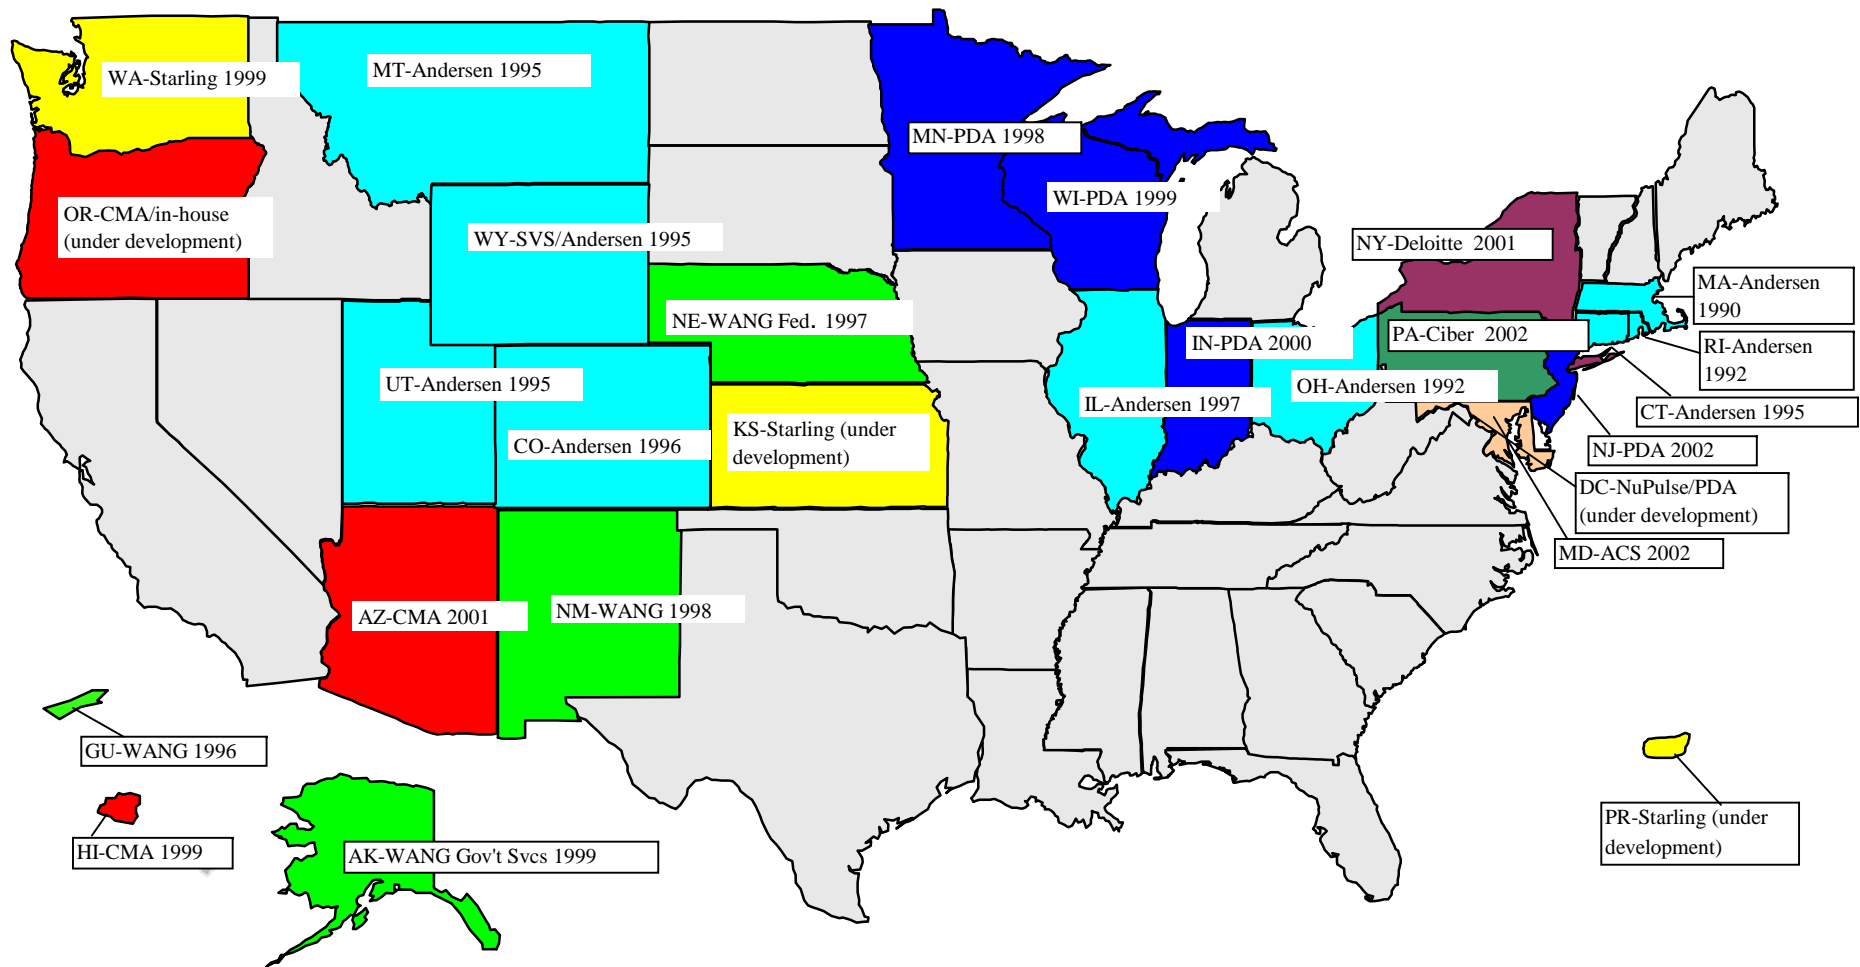 WA-Starling 1999
MT-Andersen 1995
MN-PDA 1998
OR-CMA/in-house
(under development)
WI-PDA 1999
WY-SVS/Andersen 1995
NY-Deloitte  2001
MA-Andersen
1990
NE-WANG Fed. 1997
IN-PDA 2000
PA-Ciber  2002
RI-Andersen
1992
UT-Andersen 1995
OH-Andersen 1992
IL-Andersen 1997
CT-Andersen 1995
KS-Starling (under
development)
CO-Andersen 1996
NJ-PDA 2002
DC-NuPulse/PDA
(under development)
MD-ACS 2002
AZ-CMA 2001
NM-WANG 1998
GU-WANG 1996
HI-CMA 1999
AK-WANG Gov't Svcs 1999
PR-Starling (under
development)